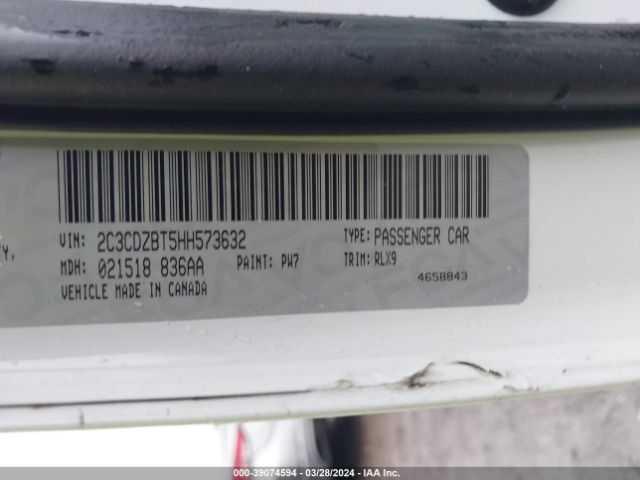 VIN: 2C3CDZBT5HH573632 TYPE: PASSENGER CAR
MDH: 021518 836AA PAINT: PW7 TRIM: RLX9
VEHICLE MADE IN CANADA 4658843
000-39074594 - 03/28/2024 - IAA Inc.